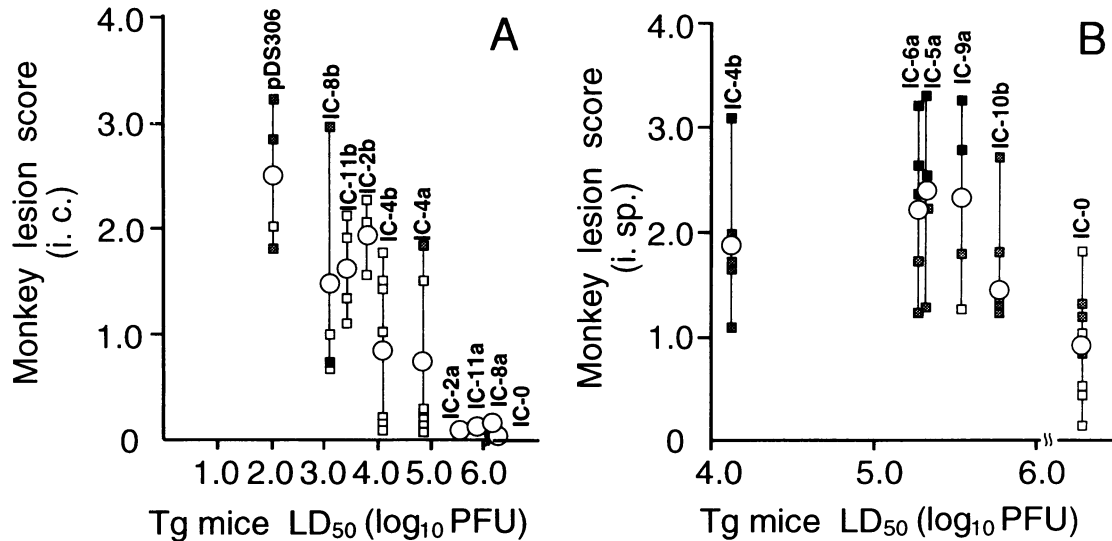 A
Monkey lesion score
(i. c.)
4.0
3.0
2.0
1.0
0
pDS306
IC-8b
IC-11b
IC-2b
IC-4b
IC-4a
IC-2a
IC-11a
IC-8a
IC-0
1.0 2.0 3.0 4.0 5.0 6.0
Tg mice LD50 (log10 PFU)
B
Monkey lesion score
(i. sp.)
4.0
3.0
2.0
1.0
0
IC-4b
IC-6a
IC-5a
IC-9a
IC-10b
IC-0
4.0 5.0 6.0
Tg mice LD50 (log10 PFU)